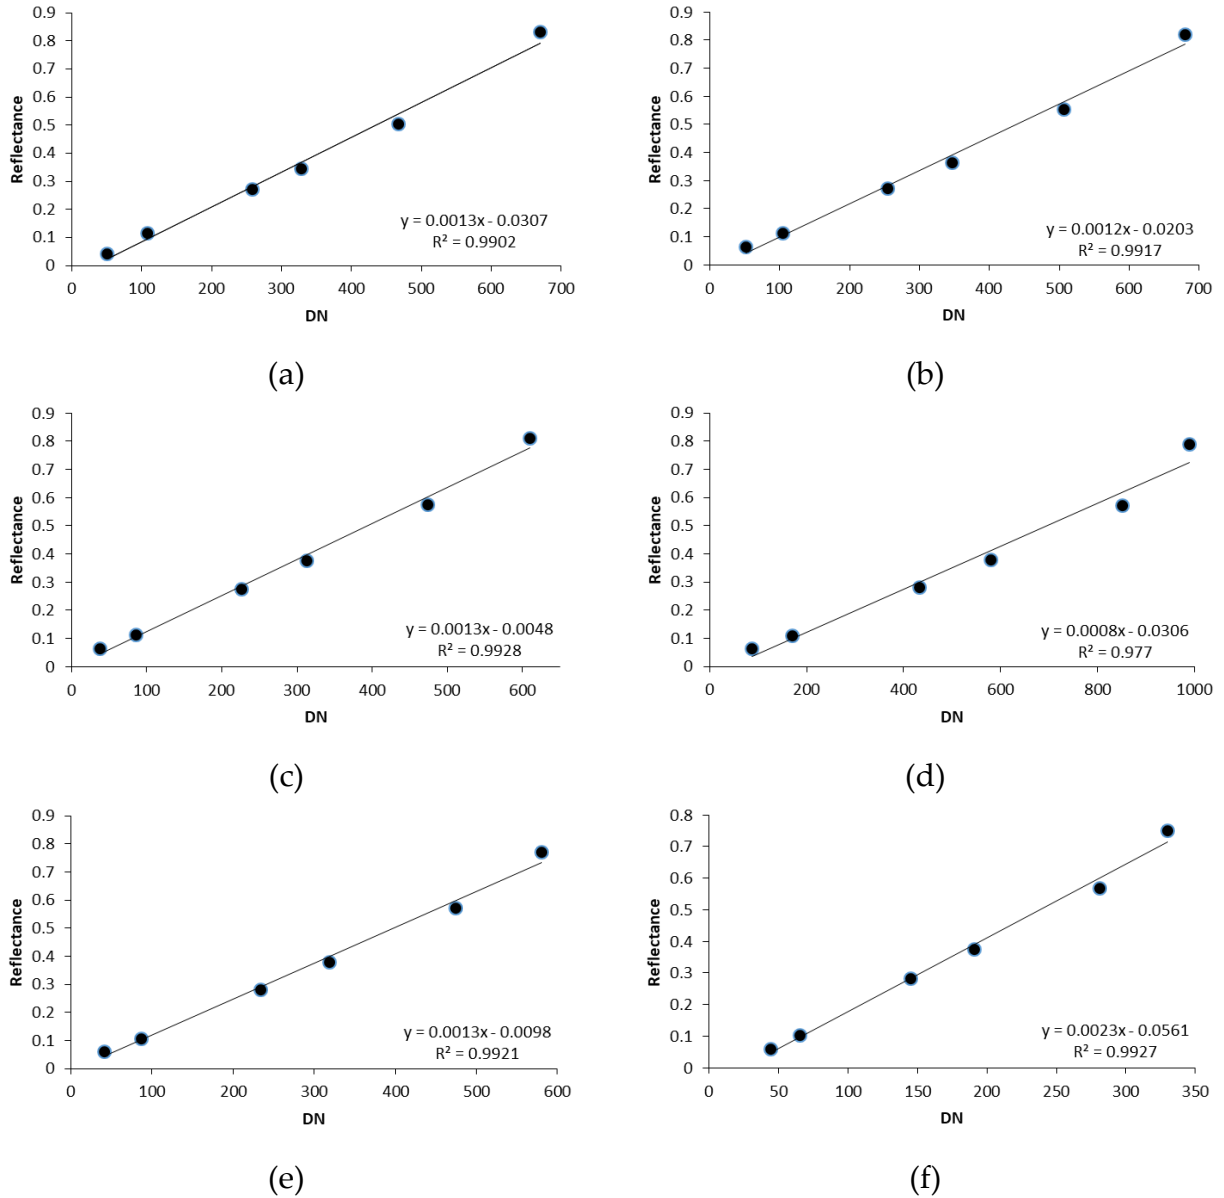 0.9
0.8
0.7
0.6
0.5
0.4
0.3
0.2
0.1
0
Reflectance
y = 0.0013x - 0.0307
R² = 0.9902
0 100 200 300 400 500 600 700
DN
(a)
0.9
0.8
0.7
0.6
0.5
0.4
0.3
0.2
0.1
0
Reflectance
y = 0.0012x - 0.0203
R² = 0.9917
0 100 200 300 400 500 600 700
DN
(b)
0.9
0.8
0.7
0.6
0.5
0.4
0.3
0.2
0.1
0
Reflectance
y = 0.0013x - 0.0048
R² = 0.9928
0 100 200 300 400 500 600
DN
(c)
0.9
0.8
0.7
0.6
0.5
0.4
0.3
0.2
0.1
0
Reflectance
y = 0.0008x - 0.0306
R² = 0.977
0 200 400 600 800 1000
DN
(d)
0.9
0.8
0.7
0.6
0.5
0.4
0.3
0.2
0.1
0
Reflectance
y = 0.0013x - 0.0098
R² = 0.9921
0 100 200 300 400 500 600
DN
(e)
0.8
0.7
0.6
0.5
0.4
0.3
0.2
0.1
0
Reflectance
y = 0.0023x - 0.0561
R² = 0.9927
0 50 100 150 200 250 300 350
DN
(f)